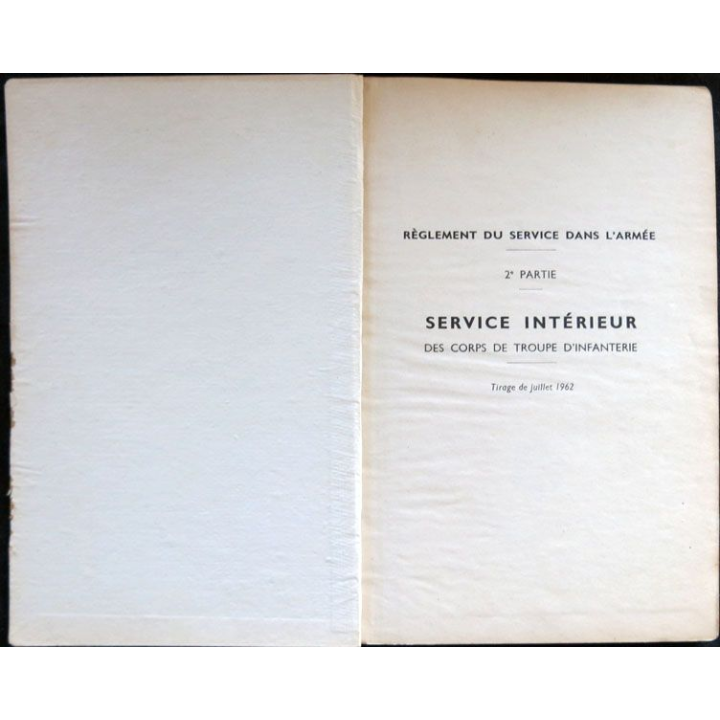 RÈGLEMENT DU SERVICE DANS L'ARMÉE
2e PARTIE
SERVICE INTÉRIEUR
DES CORPS DE TROUPE D'INFANTERIE
Tirage de juillet 1962